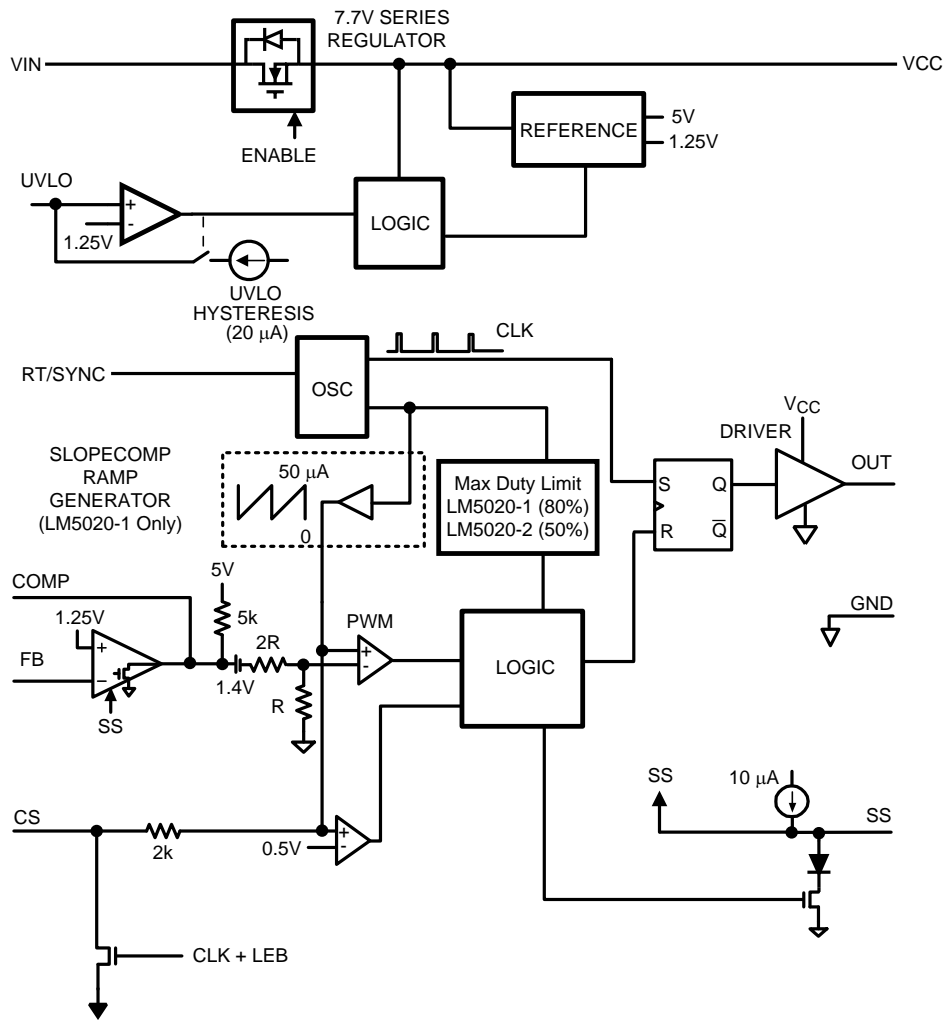 7.7V SERIES
REGULATOR
VIN
VCC
ENABLE
REFERENCE
5V
1.25V
UVLO
+
-
1.25V
LOGIC
UVLO
HYSTERESIS
(20 μA)
CLK
RT/SYNC
OSC
VCC
DRIVER
OUT
SLOPECOMP
RAMP
GENERATOR
(LM5020-1 Only)
50 μA
0
Max Duty Limit
LM5020-1 (80%)
LM5020-2 (50%)
S
Q
R
Q̅
COMP
5V
5k
1.25V
+
FB
−
SS
1.4V
2R
R
PWM
+
-
LOGIC
GND
CS
2k
0.5V
+
-
SS
10 μA
SS
CLK + LEB